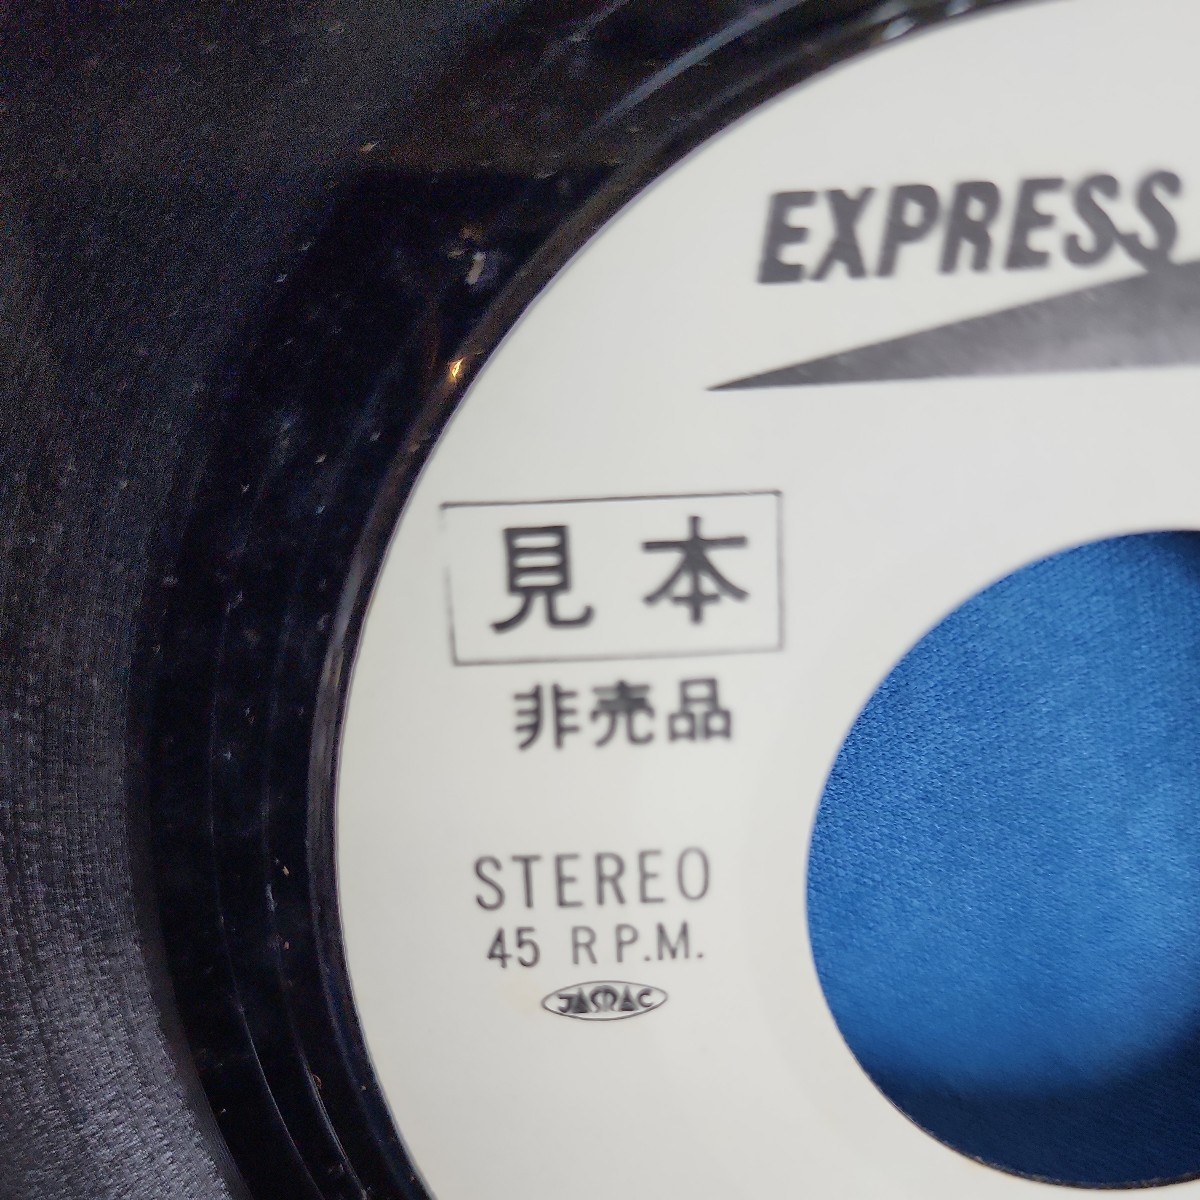 EXPRESS
見本
非売品
STEREO
45 R P.M.
JASRAC